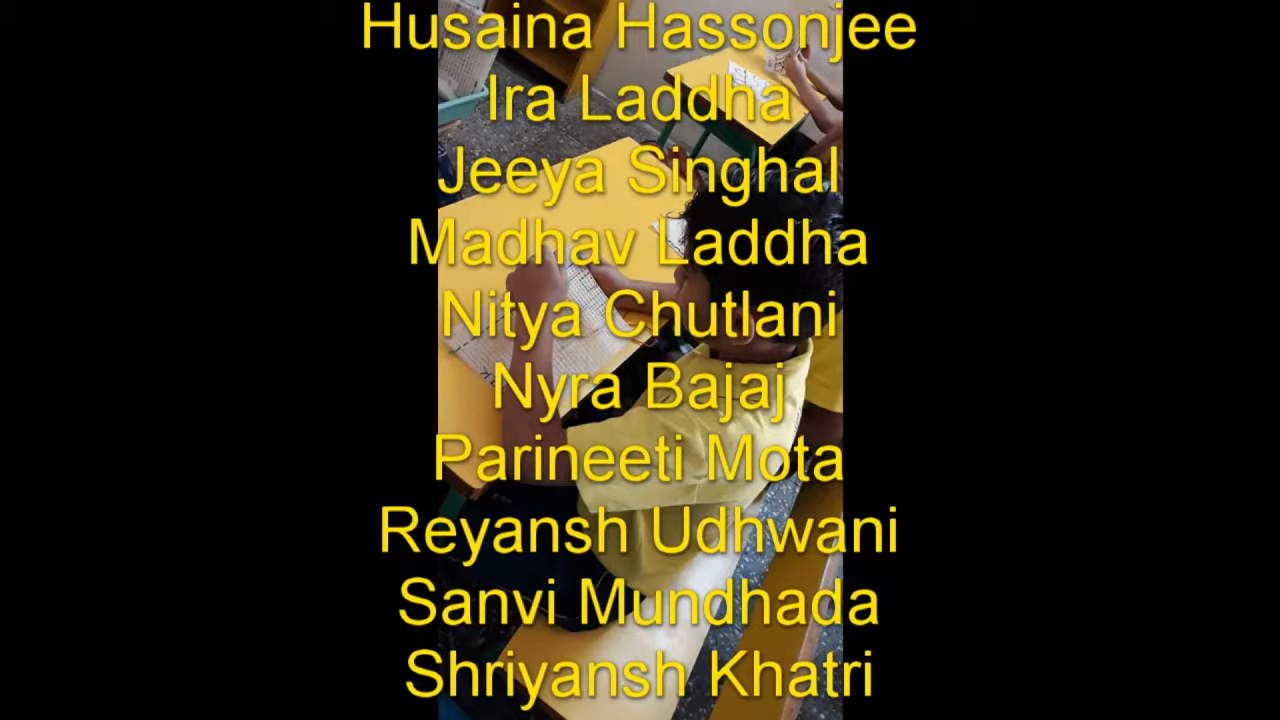 Husaina Hassonjee
Ira Laddha
Jeeya Singhal
Madhav Laddha
Nitya Chutlani
Nyra Bajaj
Parineeti Mota
Reyansh Udhwani
Sanvi Mundhada
Shriyansh Khatri